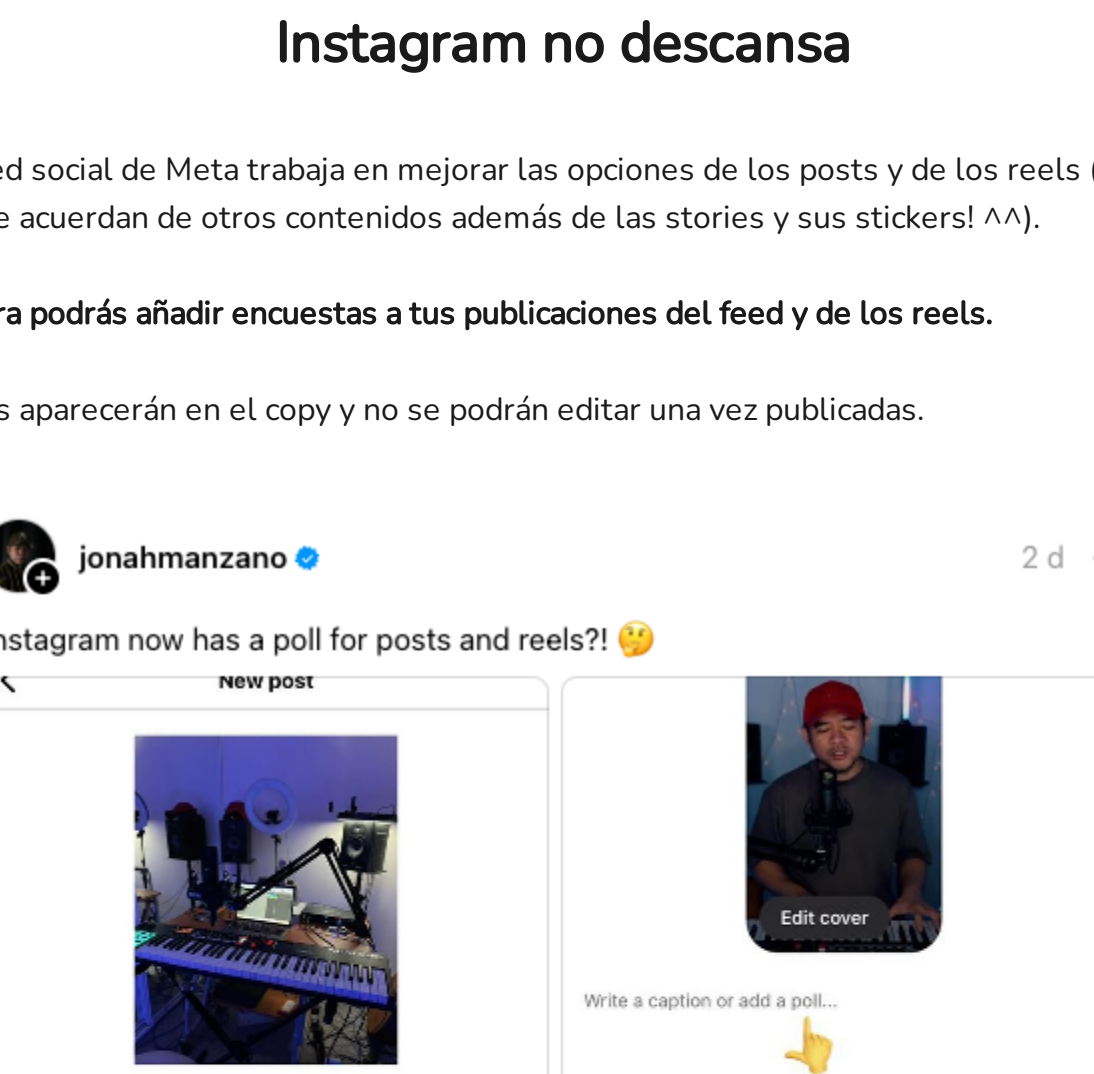 Instagram no descansa
ed social de Meta trabaja en mejorar las opciones de los posts y de los reels (
e acuerdan de otros contenidos además de las stories y sus stickers! ^^).
ra podrás añadir encuestas a tus publicaciones del feed y de los reels.
s aparecerán en el copy y no se podrán editar una vez publicadas.
jonahmanzano
2 d
nstagram now has a poll for posts and reels?! 🤔
New post
Edit cover
Write a caption or add a poll...